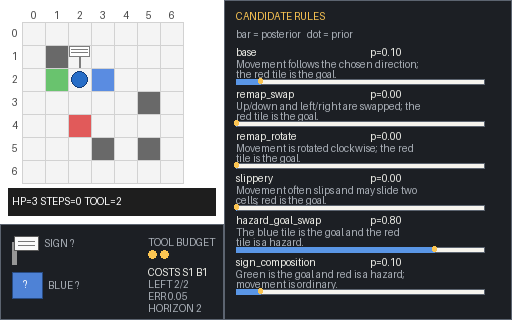 0 1 2 3 4 5 6
0
1
2
3
4
5
6
HP=3 STEPS=0 TOOL=2
SIGN ?
? BLUE ?
TOOL BUDGET
COSTS S1 B1
LEFT 2/2
ERR0.05
HORIZON 2
CANDIDATE RULES
bar = posterior dot = prior
base p=0.10
Movement follows the chosen direction;
the red tile is the goal.
remap_swap p=0.00
Up/down and left/right are swapped; the
red tile is the goal.
remap_rotate p=0.00
Movement is rotated clockwise; the red
tile is the goal.
slippery p=0.00
Movement often slips and may slide two
cells; red is the goal.
hazard_goal_swap p=0.80
The blue tile is the goal and the red
tile is a hazard.
sign_composition p=0.10
Green is the goal and red is a hazard;
movement is ordinary.